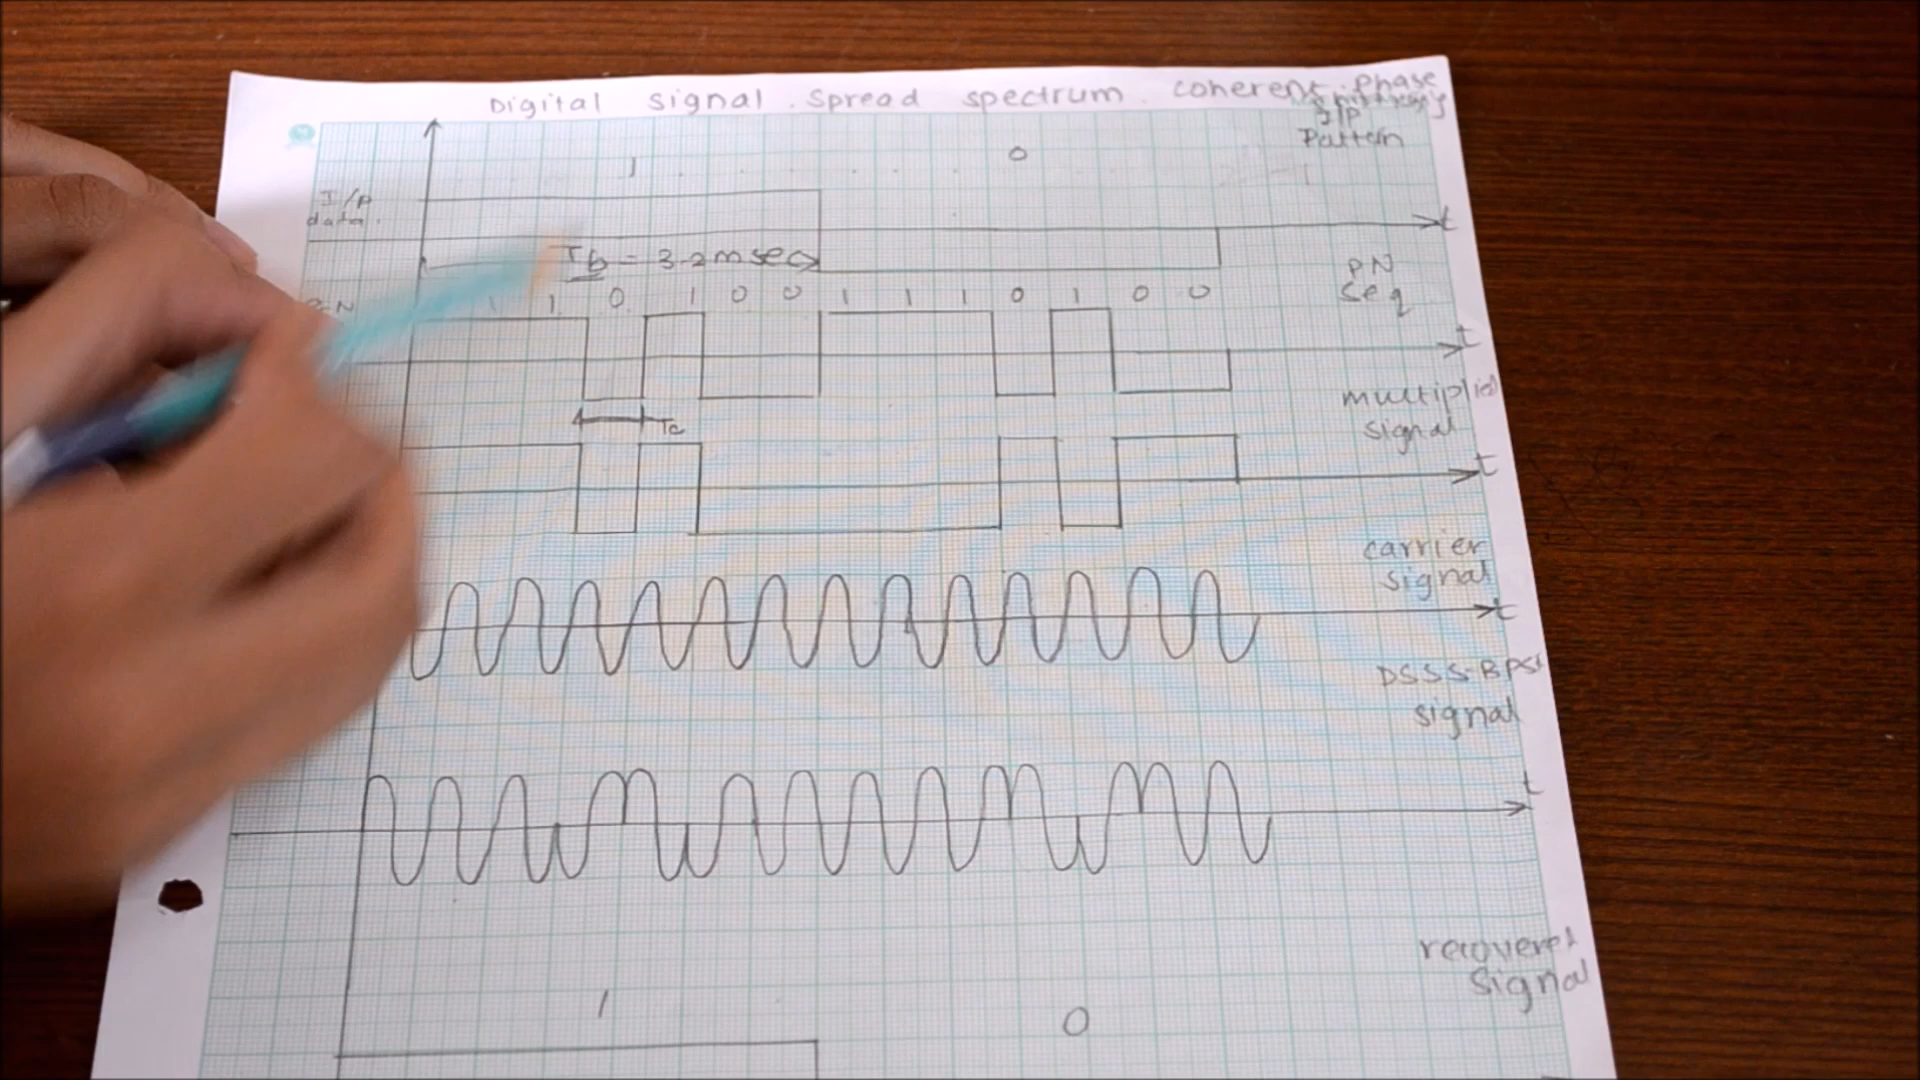 Digital signal Spread spectrum coherent Phase
I/P
Pattern
1 0
I/P
data
t
Tb = 3.2msec
PN
Seq
1 1 0 1 0 0 1 1 1 0 1 0 0
t
Tc
multiplied
signal
t
carrier
signal
t
DSSS-BPSK
signal
t
recovered
signal
1 0